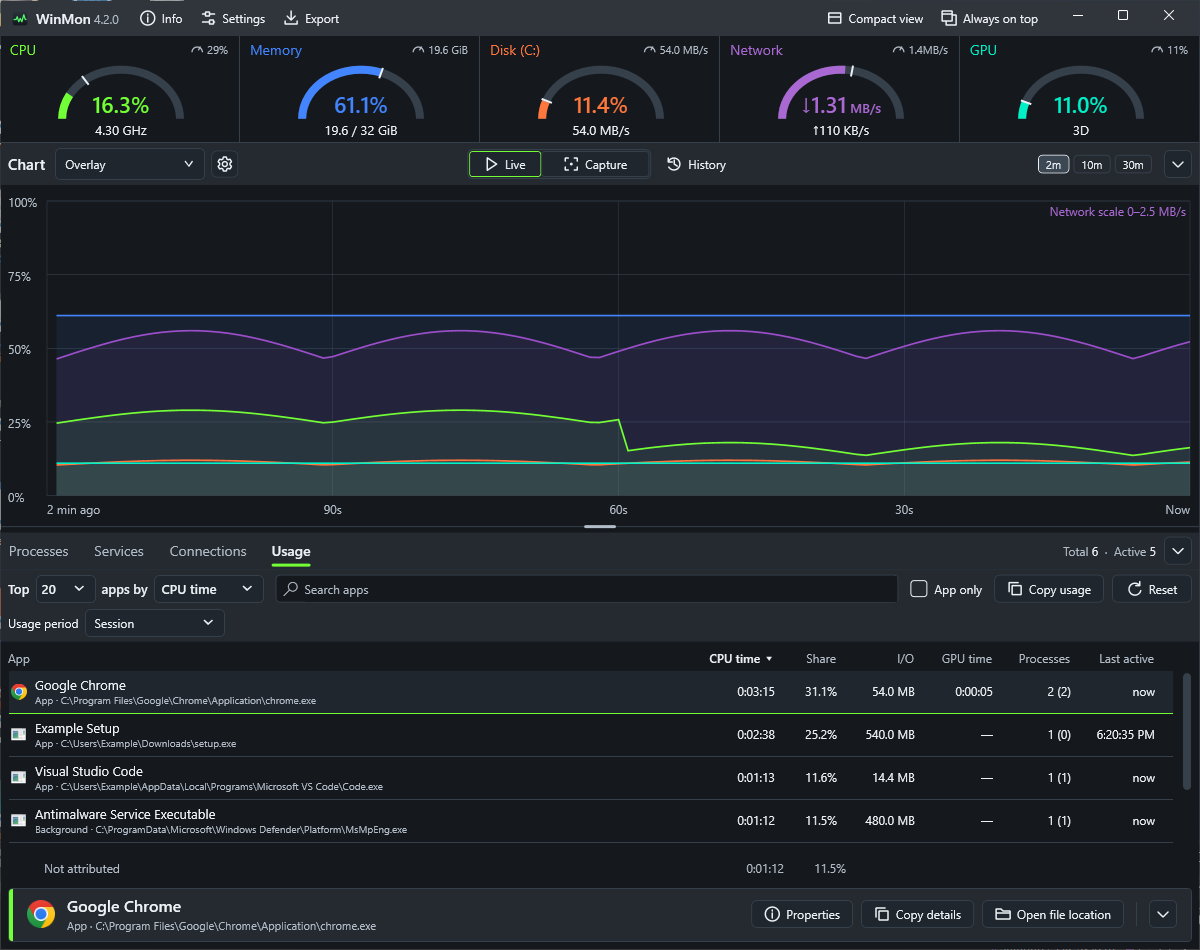 WinMon 4.2.0 Info Settings Export Compact view Always on top
CPU 29% Memory 19.6 GiB Disk (C:) 54.0 MB/s Network 1.4MB/s GPU 11%
16.3% 61.1% 11.4% ↓1.31 MB/s 11.0%
4.30 GHz 19.6 / 32 GiB 54.0 MB/s 1110 KB/s 3D
Chart Overlay Live Capture History 2m 10m 30m
100%
Network scale 0–2.5 MB/s
75%
50%
25%
0%
2 min ago 90s 60s 30s Now
Processes Services Connections Usage Total 6 · Active 5
Top 20 apps by CPU time Search apps App only Copy usage Reset
Usage period Session
App CPU time ▼ Share I/O GPU time Processes Last active
Google Chrome
App · C:\Program Files\Google\Chrome\Application\chrome.exe
0:03:15 31.1% 54.0 MB 0:00:05 2 (2) now
Example Setup
App · C:\Users\Example\Downloads\setup.exe
0:02:38 25.2% 540.0 MB — 1 (0) 6:20:35 PM
Visual Studio Code
App · C:\Users\Example\AppData\Local\Programs\Microsoft VS Code\Code.exe
0:01:13 11.6% 14.4 MB — 1 (1) now
Antimalware Service Executable
Background · C:\ProgramData\Microsoft\Windows Defender\Platform\MsMpEng.exe
0:01:12 11.5% 480.0 MB — 1 (1) now
Not attributed 0:01:12 11.5%
Google Chrome
App · C:\Program Files\Google\Chrome\Application\chrome.exe
Properties Copy details Open file location